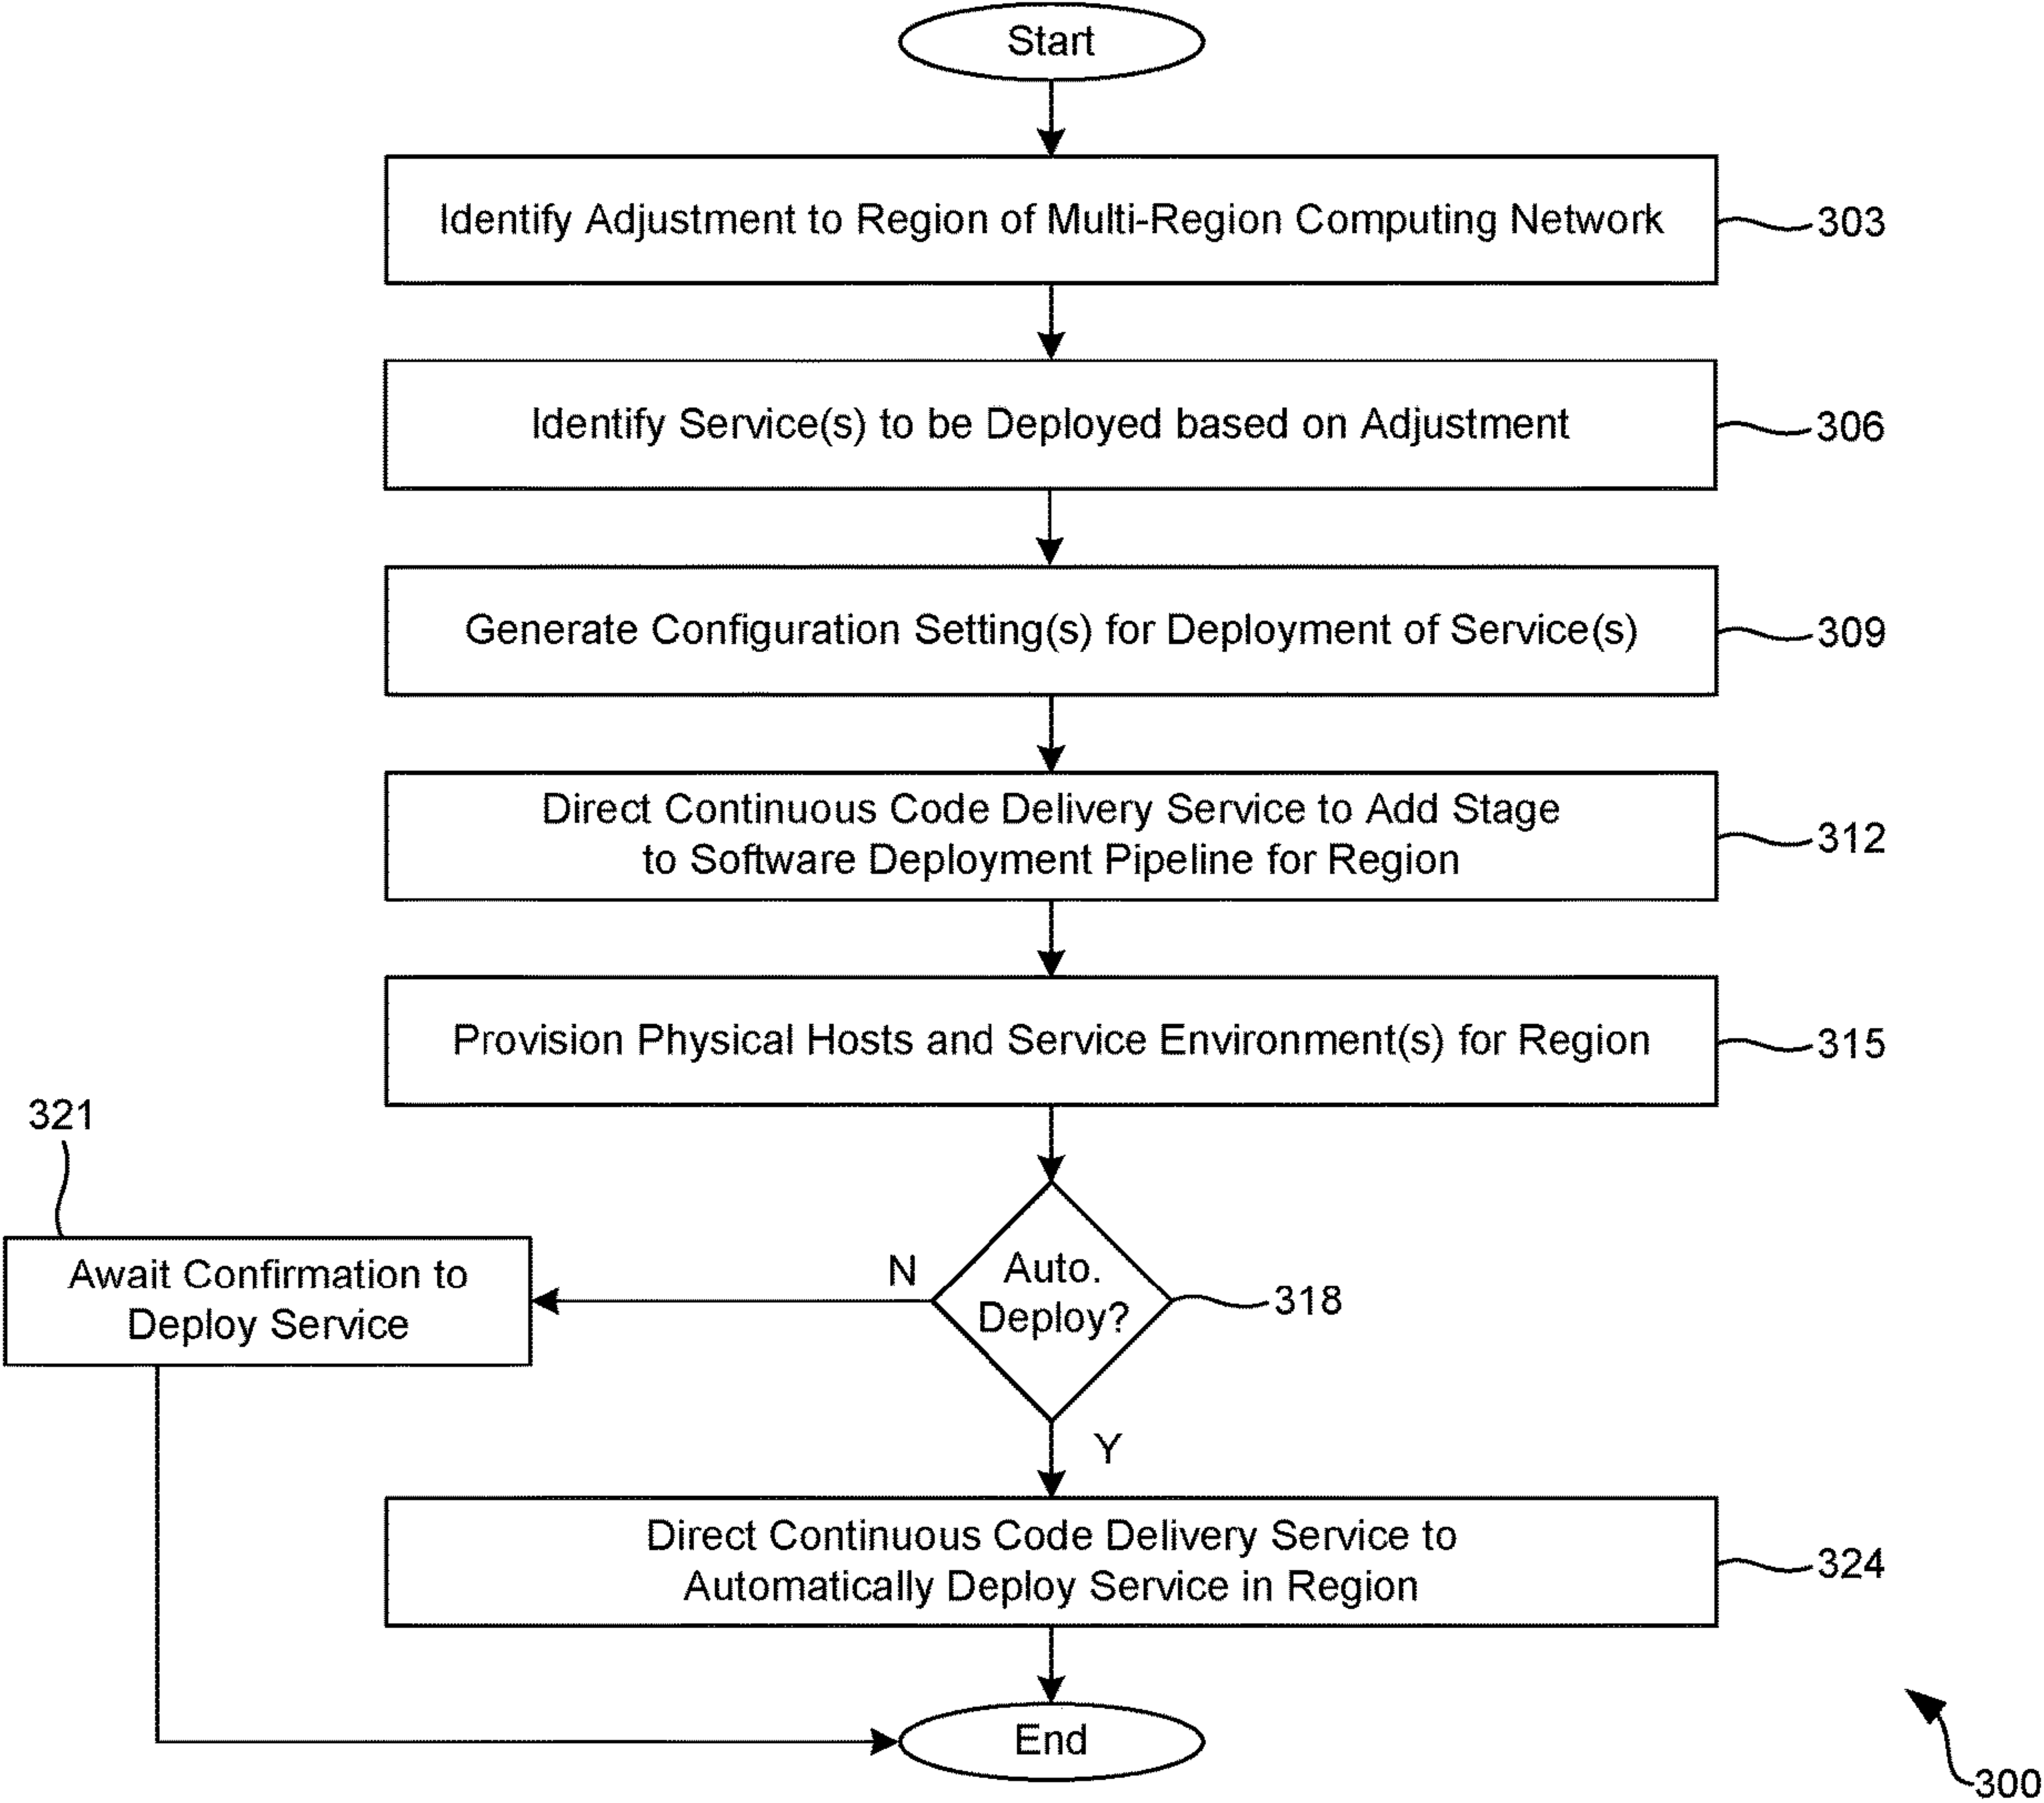 Start
Identify Adjustment to Region of Multi-Region Computing Network
303
Identify Service(s) to be Deployed based on Adjustment
306
Generate Configuration Setting(s) for Deployment of Service(s)
309
Direct Continuous Code Delivery Service to Add Stage
to Software Deployment Pipeline for Region
312
Provision Physical Hosts and Service Environment(s) for Region
315
321
Await Confirmation to
Deploy Service
N
Auto.
Deploy?
318
Y
Direct Continuous Code Delivery Service to
Automatically Deploy Service in Region
324
End
300